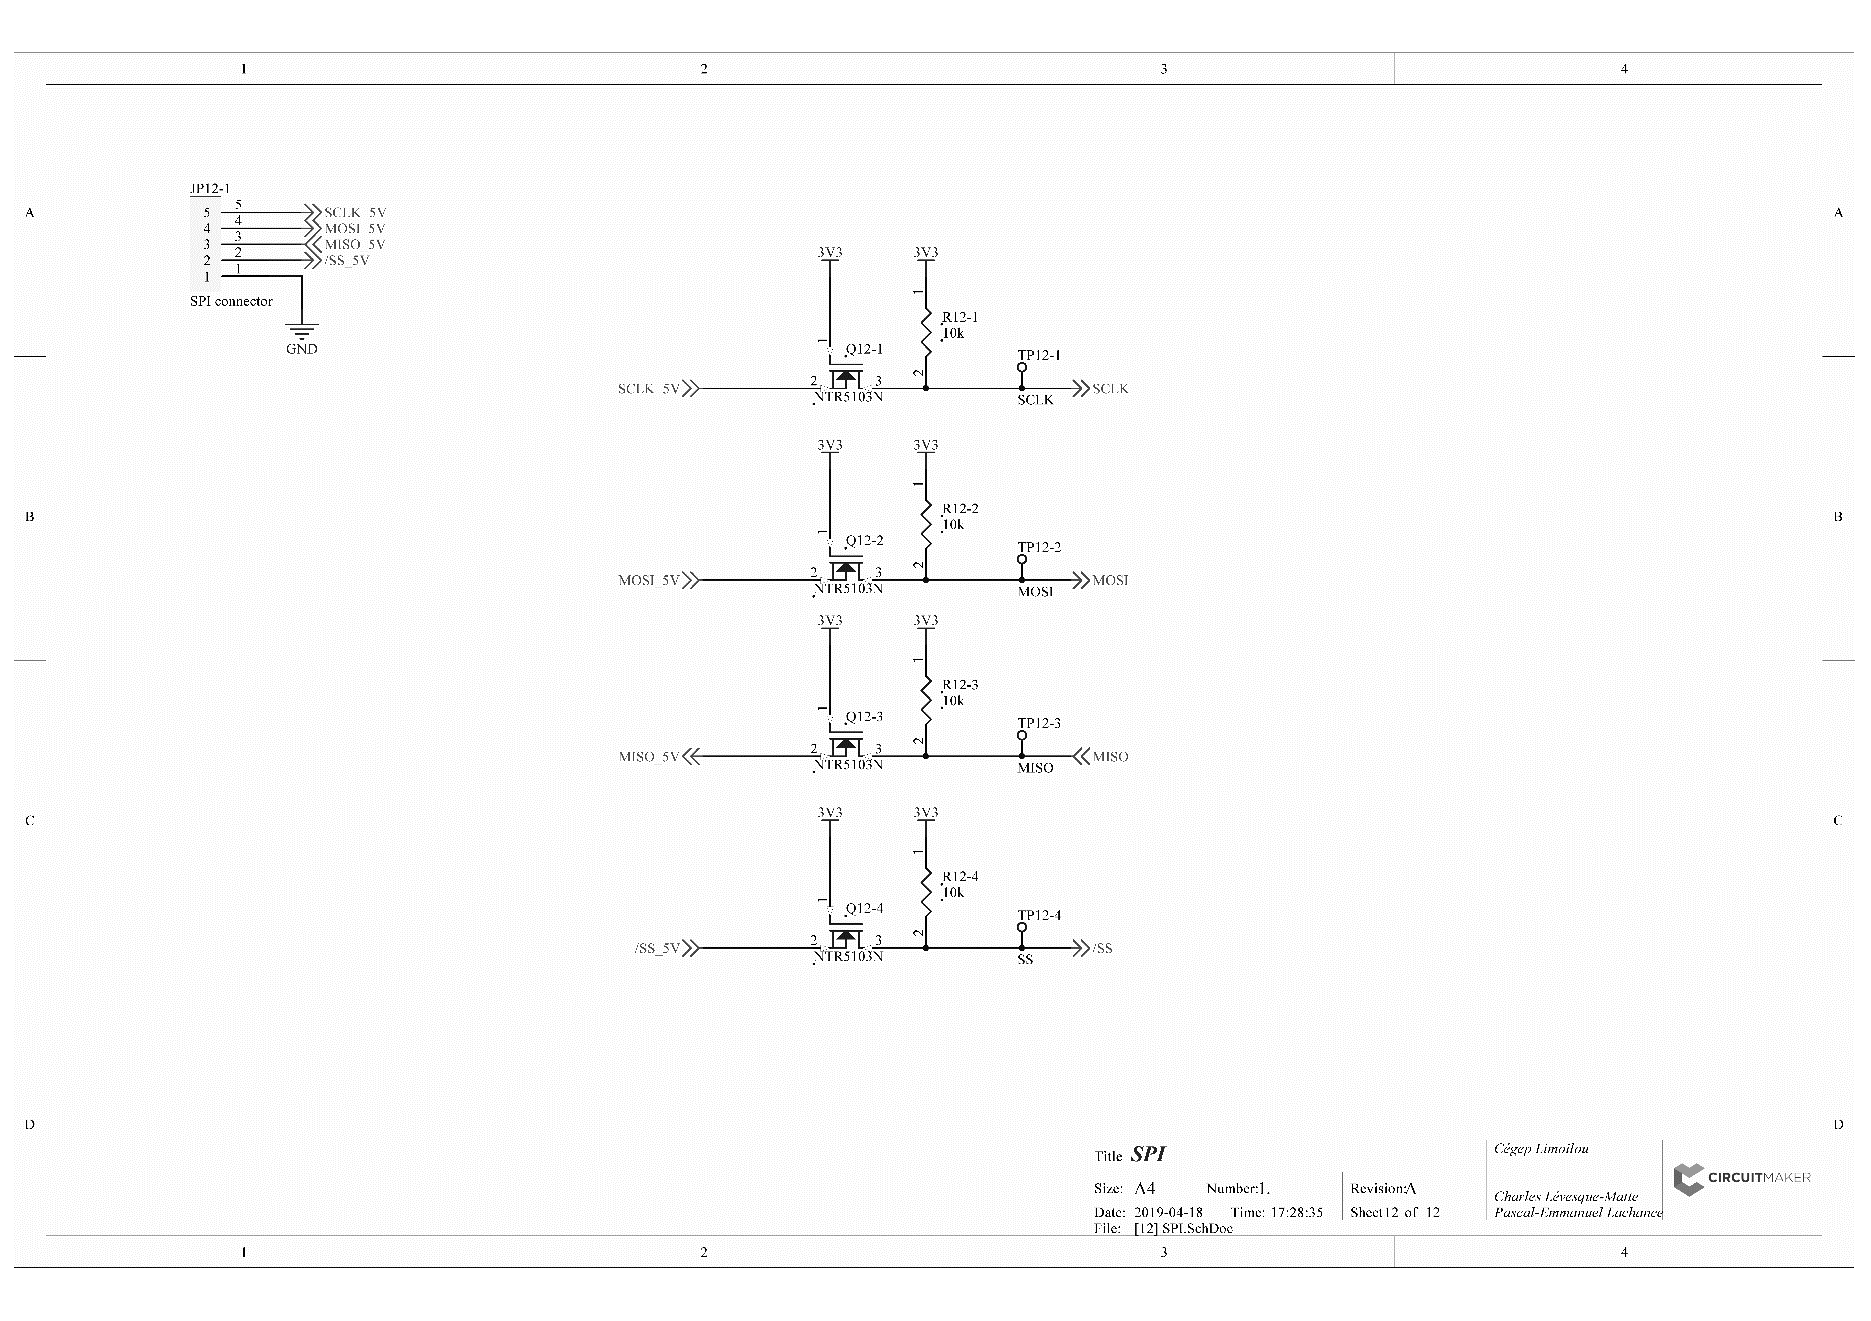 1 2 3 4
A A
JP12-1
5 5 SCLK_5V
4 4 MOSI_5V
3 3 MISO_5V
2 2 /SS_5V
1 1
SPI connector
GND
3V3 3V3
1
R12-1
10k
1 Q12-1
TP12-1
2
SCLK_5V 2 3 SCLK
NTR5103N
SCLK
3V3 3V3
1
R12-2
10k
B B
1 Q12-2
TP12-2
2
MOSI_5V 2 3 MOSI
NTR5103N
MOSI
3V3 3V3
1
R12-3
10k
1 Q12-3
TP12-3
2
MISO_5V 2 3 MISO
NTR5103N
MISO
3V3 3V3
C C
1
R12-4
10k
1 Q12-4
TP12-4
2
/SS_5V 2 3 /SS
NTR5103N
SS
D D
Title SPI
Size: A4 Number:1. Revision:A
Date: 2019-04-18 Time: 17:28:35 Sheet12 of 12
File: [12] SPI.SchDoc
Cégep Limoilou
Charles Lévesque-Matte
Pascal-Emmanuel Lachance
CIRCUITMAKER
1 2 3 4